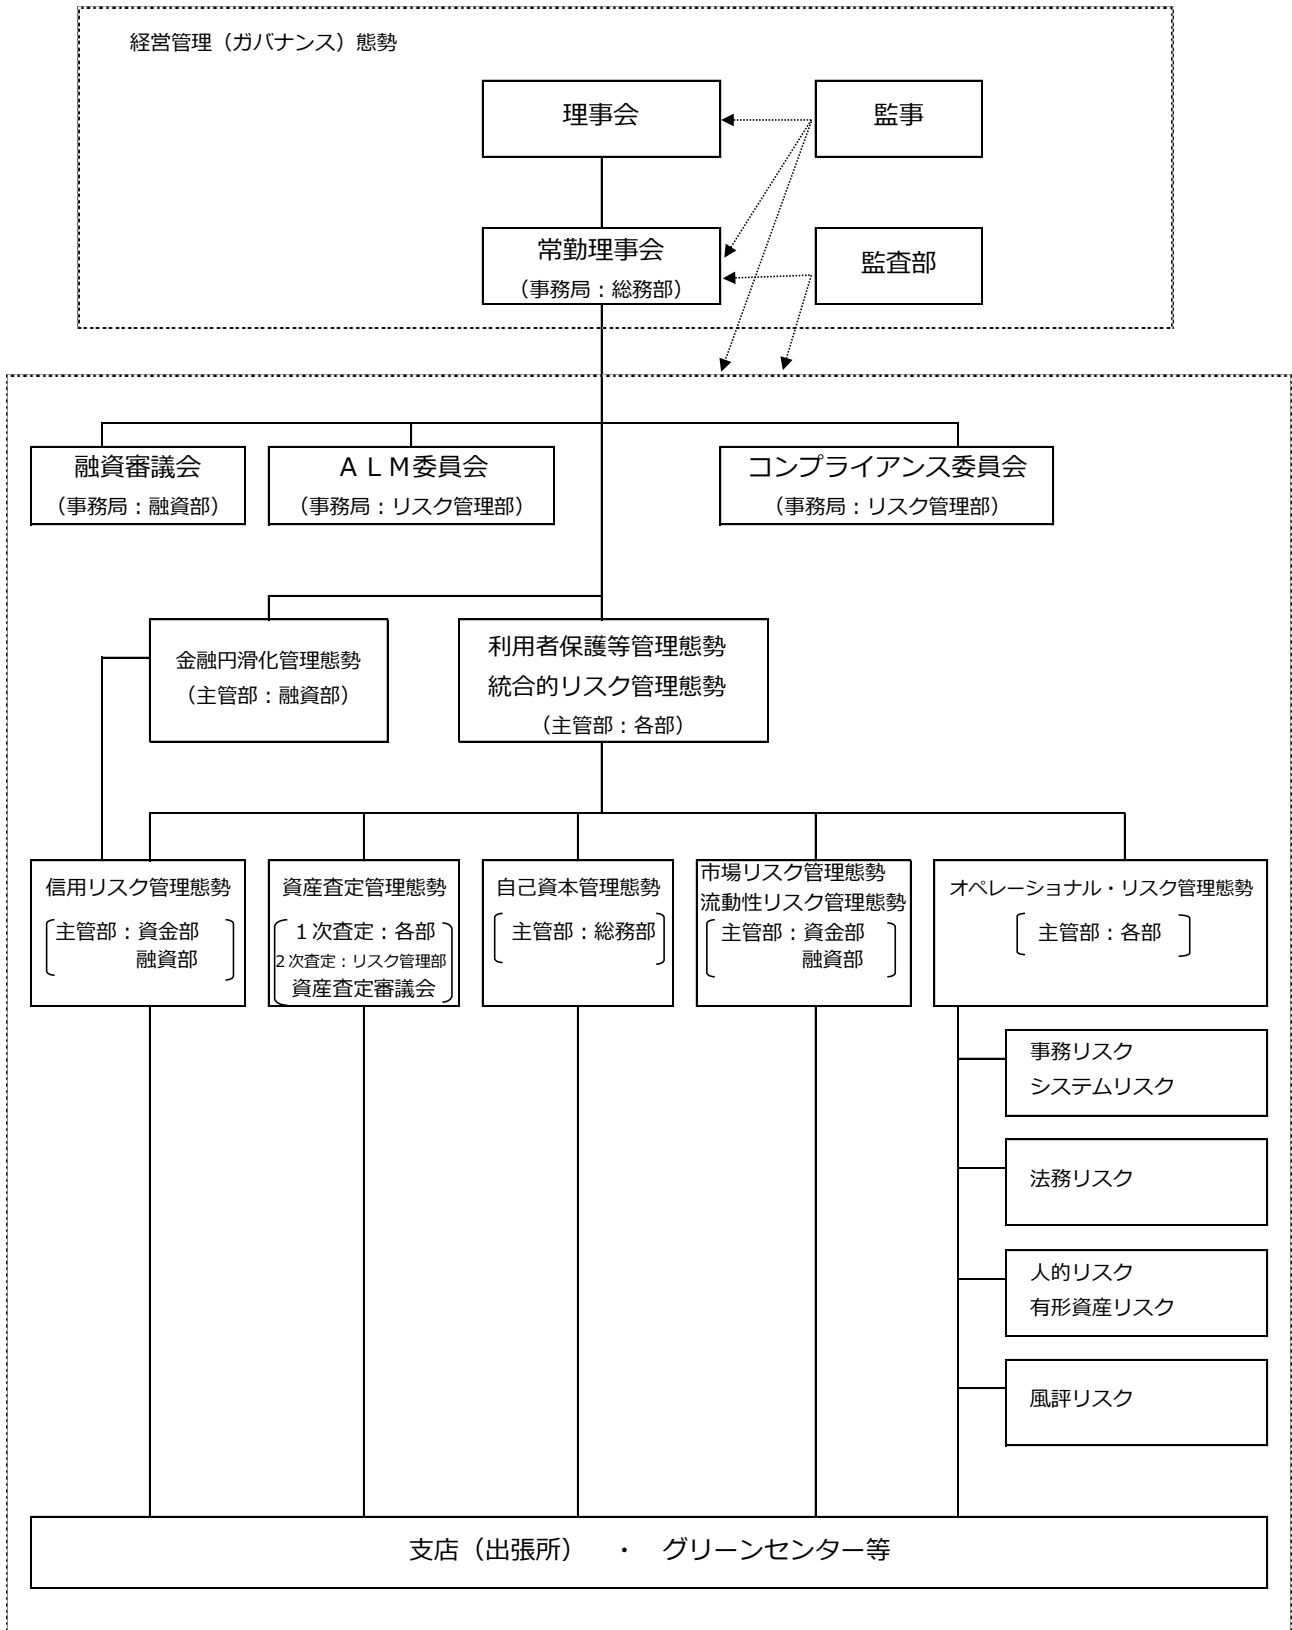 経営管理（ガバナンス）態勢
理事会
監事
常勤理事会
（事務局：総務部）
監査部
融資審議会
（事務局：融資部）
ＡＬＭ委員会
（事務局：リスク管理部）
コンプライアンス委員会
（事務局：リスク管理部）
金融円滑化管理態勢
（主管部：融資部）
利用者保護等管理態勢
統合的リスク管理態勢
（主管部：各部）
信用リスク管理態勢
主管部：資金部
融資部
資産査定管理態勢
１次査定：各部
２次査定：リスク管理部
資産査定審議会
自己資本管理態勢
主管部：総務部
市場リスク管理態勢
流動性リスク管理態勢
主管部：資金部
融資部
オペレーショナル・リスク管理態勢
主管部：各部
事務リスク
システムリスク
法務リスク
人的リスク
有形資産リスク
風評リスク
支店（出張所）　・　グリーンセンター等